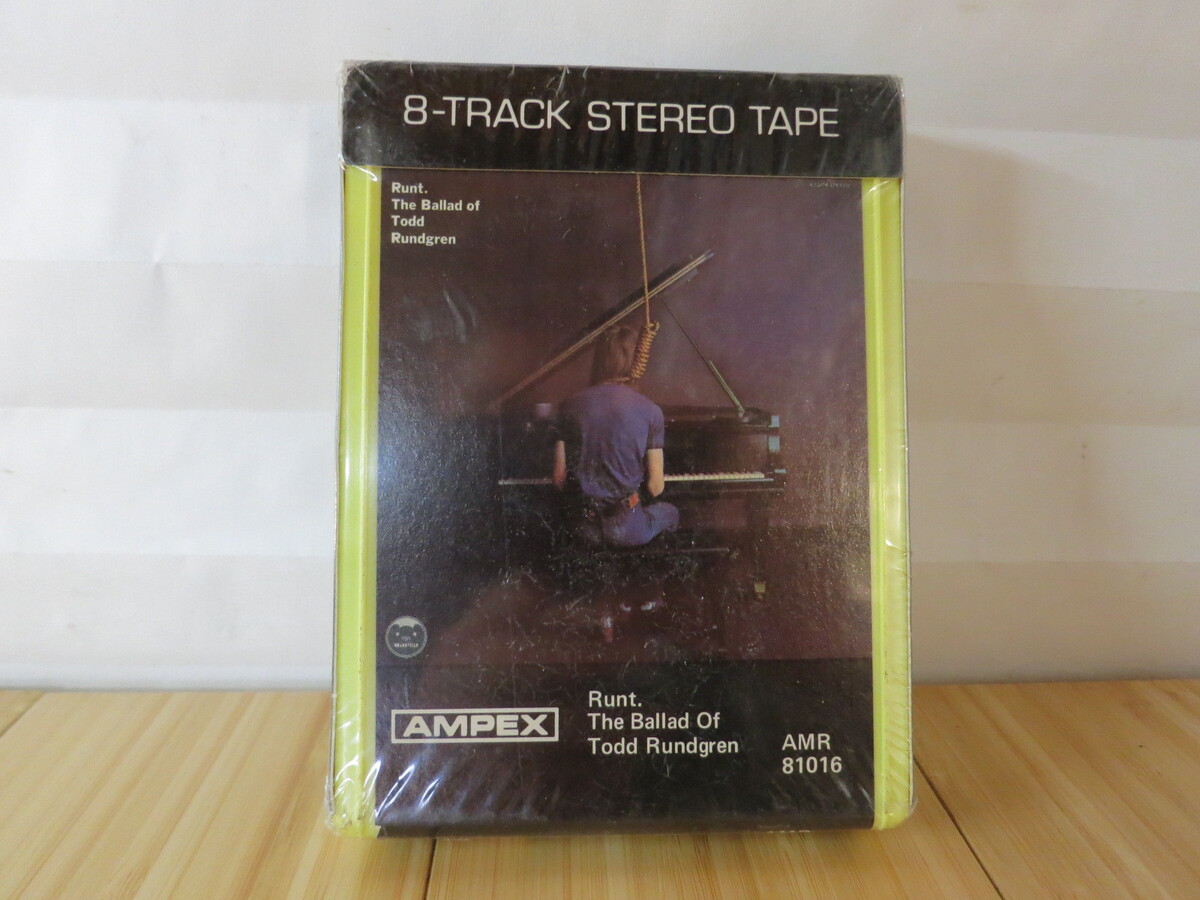 8-TRACK STEREO TAPE
Runt.
The Ballad of
Todd
Rundgren
AMPEX
Runt.
The Ballad Of
Todd Rundgren
AMR
81016